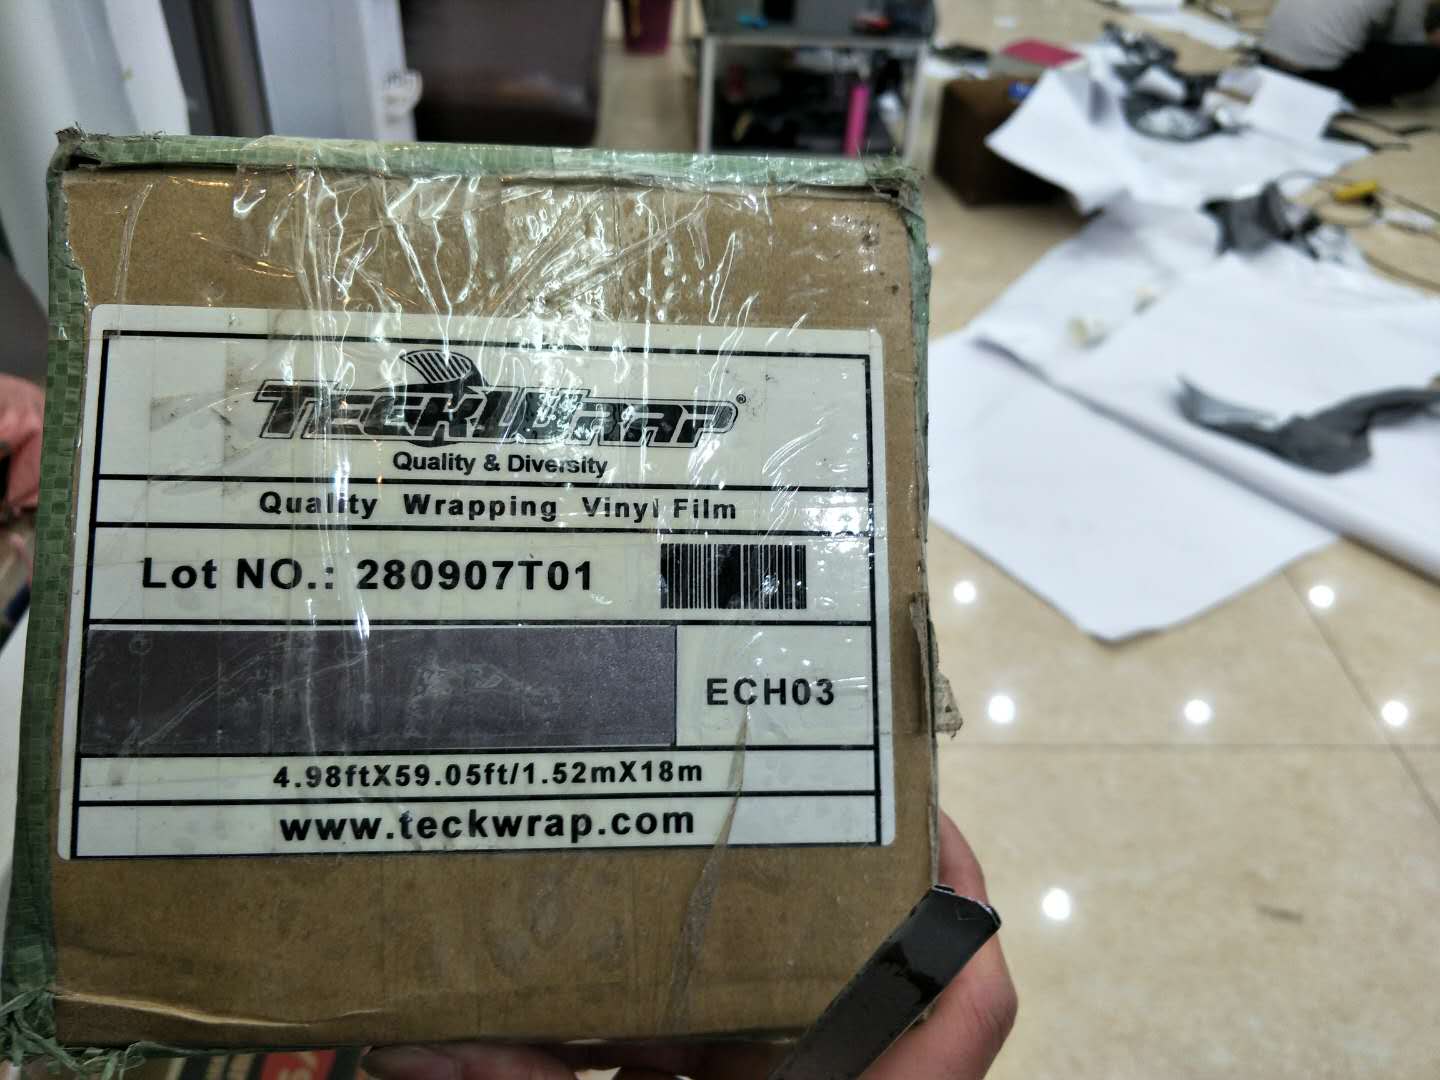 TECKWRAP®
Quality & Diversity
Quality Wrapping Vinyl Film
Lot NO.: 280907T01
ECH03
4.98ftX59.05ft/1.52mX18m
www.teckwrap.com